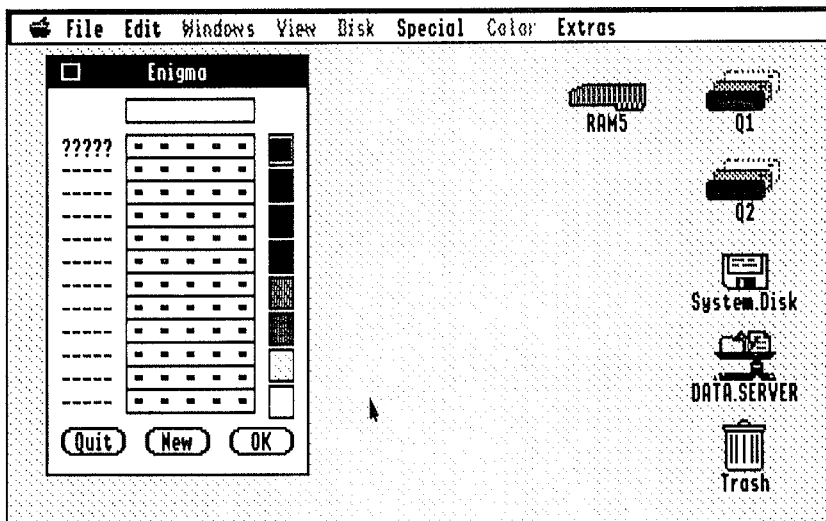 File Edit Windows View Disk Special Color Extras
Enigma
?????
-----
-----
-----
-----
-----
-----
-----
-----
-----
-----
-----
Quit New OK
RAM5
Q1
Q2
System.Disk
DATA.SERVER
Trash